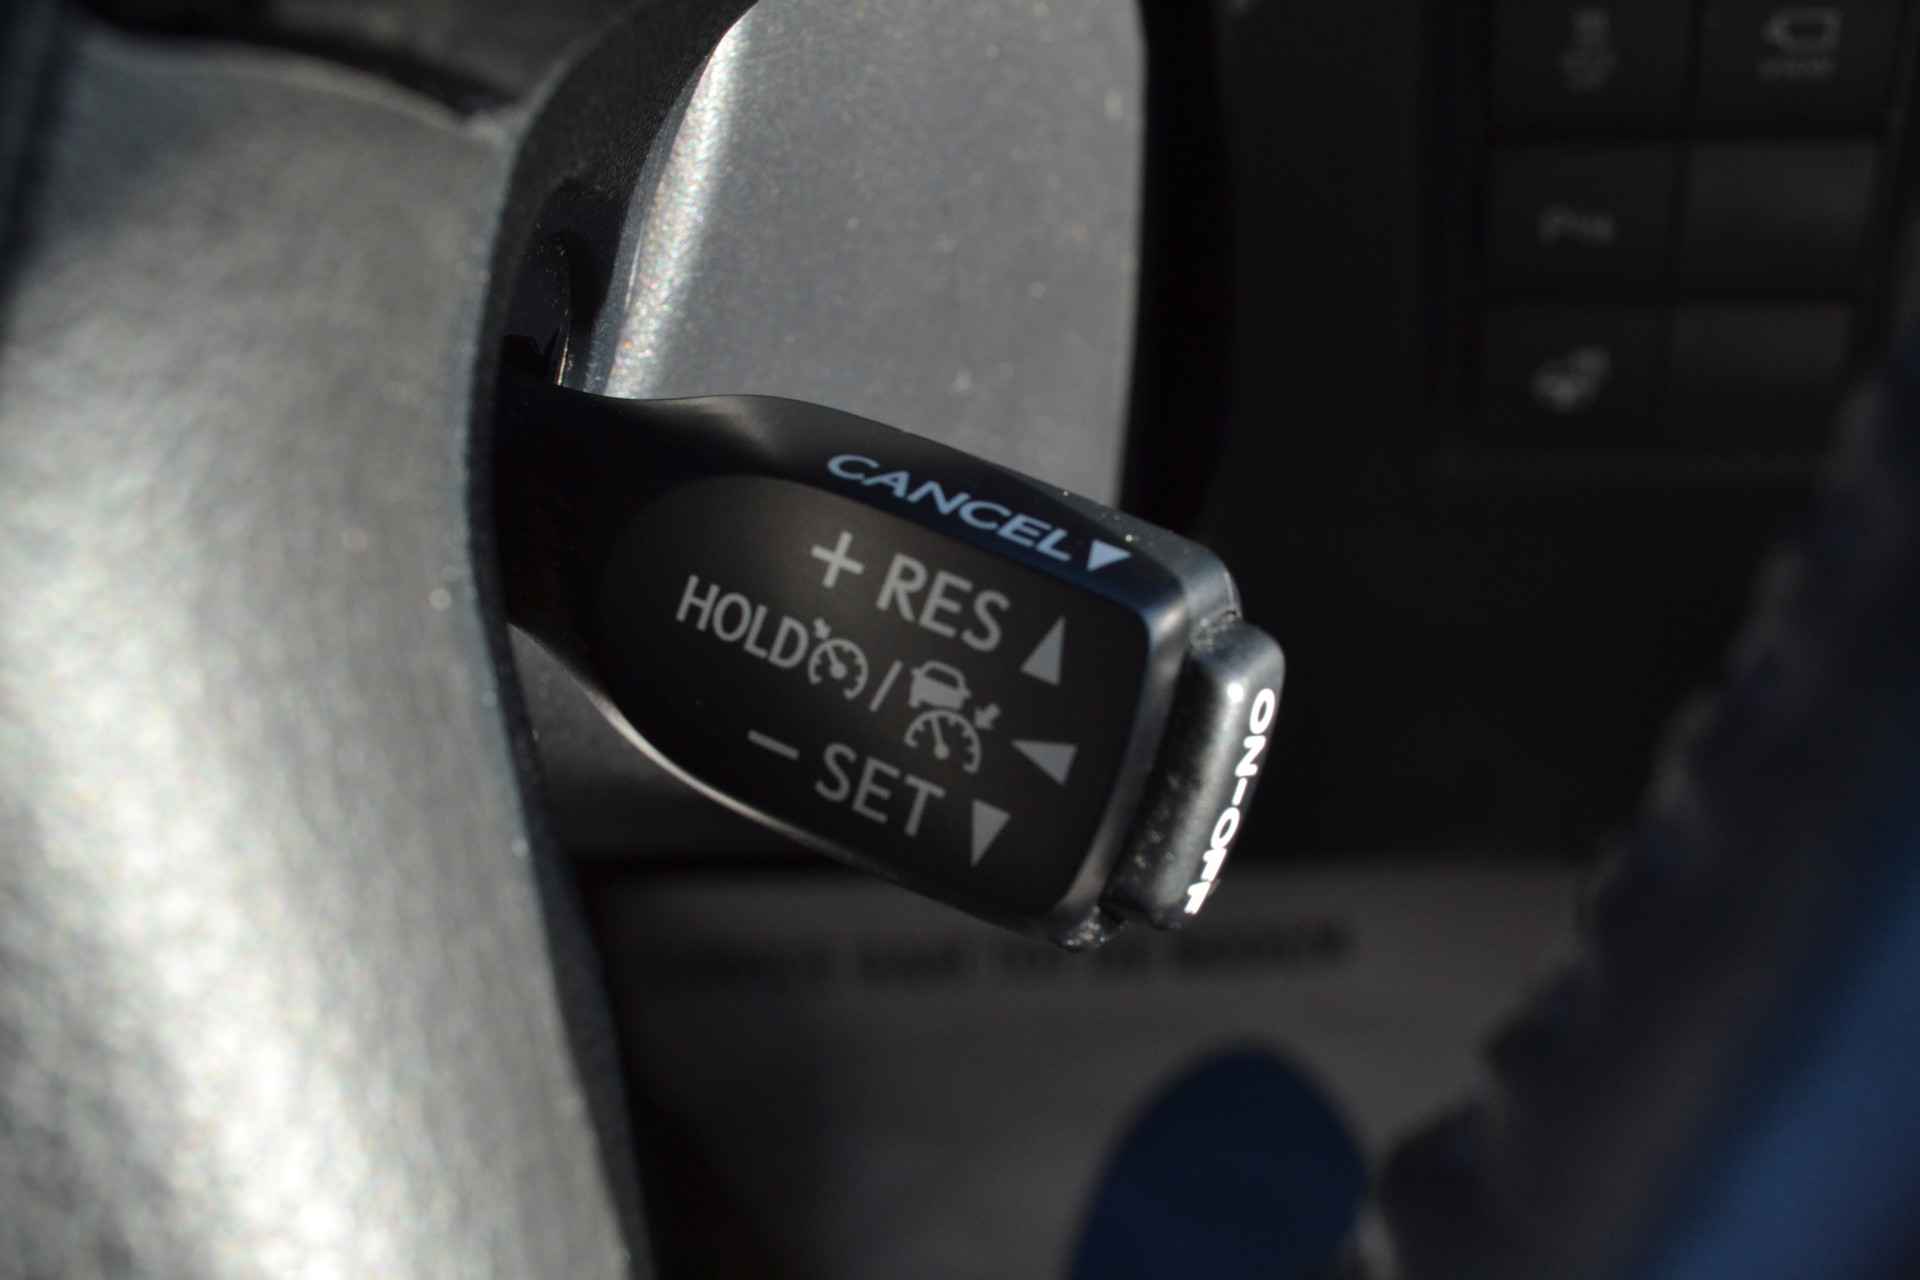 CANCEL
+ RES
HOLD /
– SET
ON-OFF